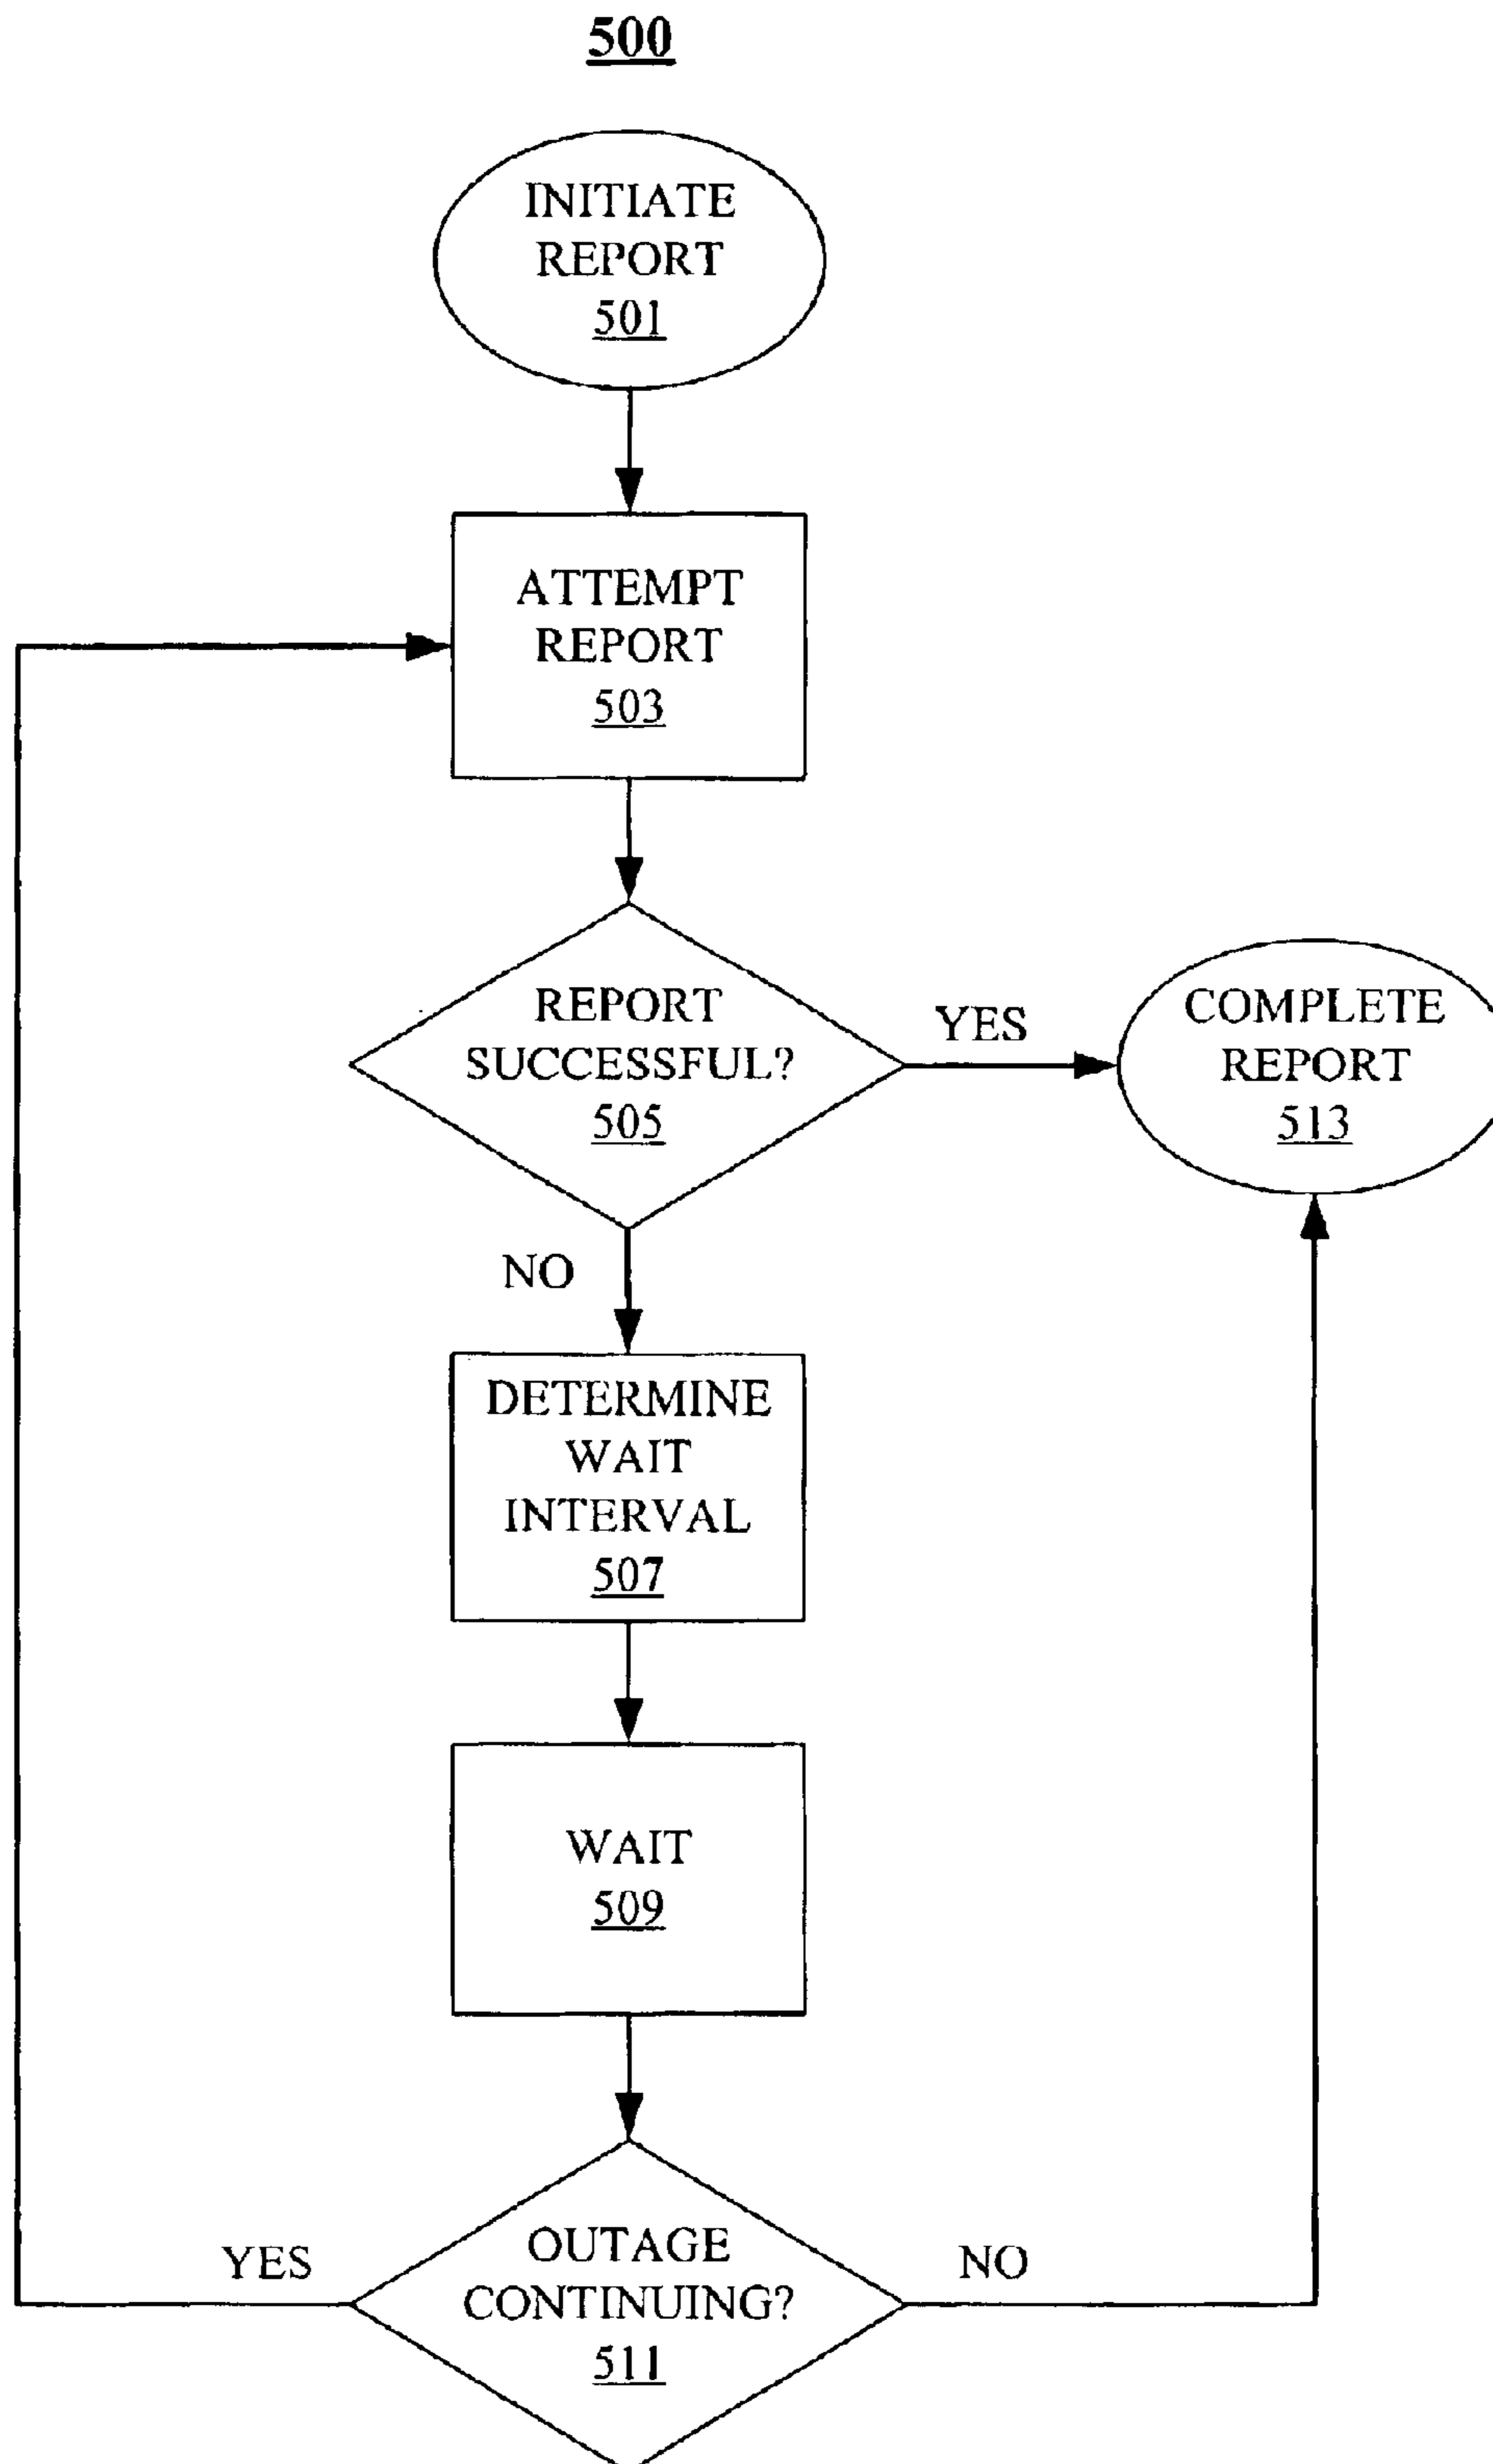 500
INITIATE
REPORT
501
ATTEMPT
REPORT
503
REPORT
SUCCESSFUL?
505
YES
COMPLETE
REPORT
513
NO
DETERMINE
WAIT
INTERVAL
507
WAIT
509
YES
OUTAGE
CONTINUING?
511
NO